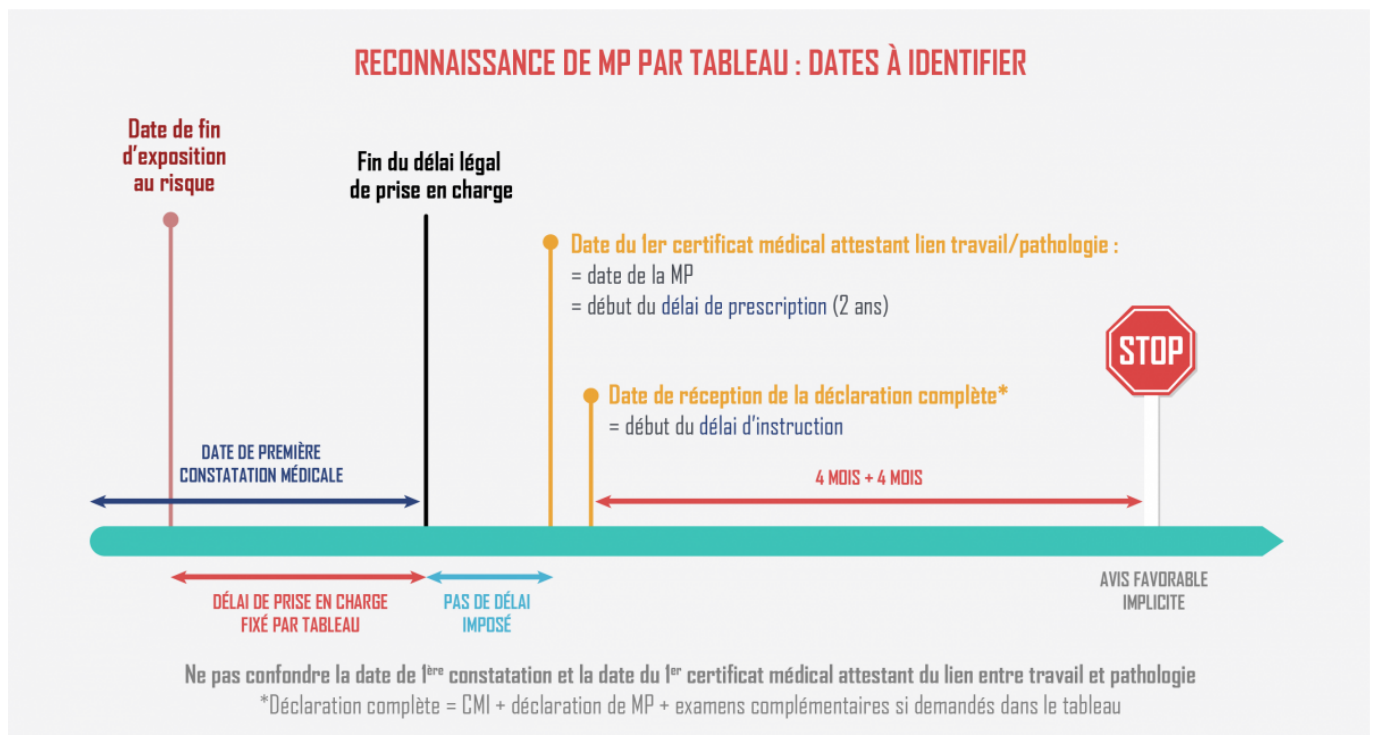 RECONNAISSANCE DE MP PAR TABLEAU : DATES À IDENTIFIER
Date de fin
d'exposition
au risque
Fin du délai légal
de prise en charge
Date du 1er certificat médical attestant lien travail/pathologie :
= date de la MP
= début du délai de prescription (2 ans)
STOP
Date de réception de la déclaration complète*
= début du délai d'instruction
DATE DE PREMIÈRE
CONSTATATION MÉDICALE
4 MOIS + 4 MOIS
DÉLAI DE PRISE EN CHARGE
FIXÉ PAR TABLEAU
PAS DE DÉLAI
IMPOSÉ
AVIS FAVORABLE
IMPLICITE
Ne pas confondre la date de 1ère constatation et la date du 1er certificat médical attestant du lien entre travail et pathologie
*Déclaration complète = CMI + déclaration de MP + examens complémentaires si demandés dans le tableau